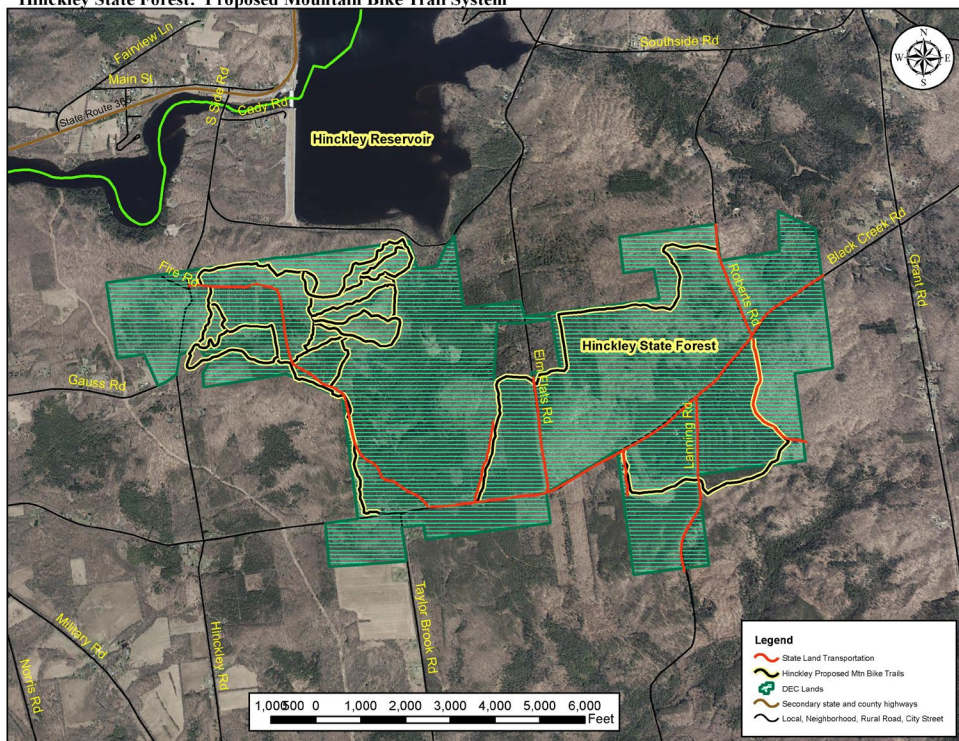 Hinckley State Forest: Proposed Mountain Bike Trail System
Fairview Ln
Main St
State Route 365
S Side Rd
Cady Rd
Southside Rd
N
W
E
S
Hinckley Reservoir
Fire Rd
Roberts Rd
Black Creek Rd
Grant Rd
Gauss Rd
Elm Flats Rd
Hinckley State Forest
Lanning Rd
Military Rd
Norris Rd
Hinckley Rd
Taylor Brook Rd
1,000 500 0 1,000 2,000 3,000 4,000 5,000 6,000
Feet
Legend
State Land Transportation
Hinckley Proposed Mtn Bike Trails
DEC Lands
Secondary state and county highways
Local, Neighborhood, Rural Road, City Street